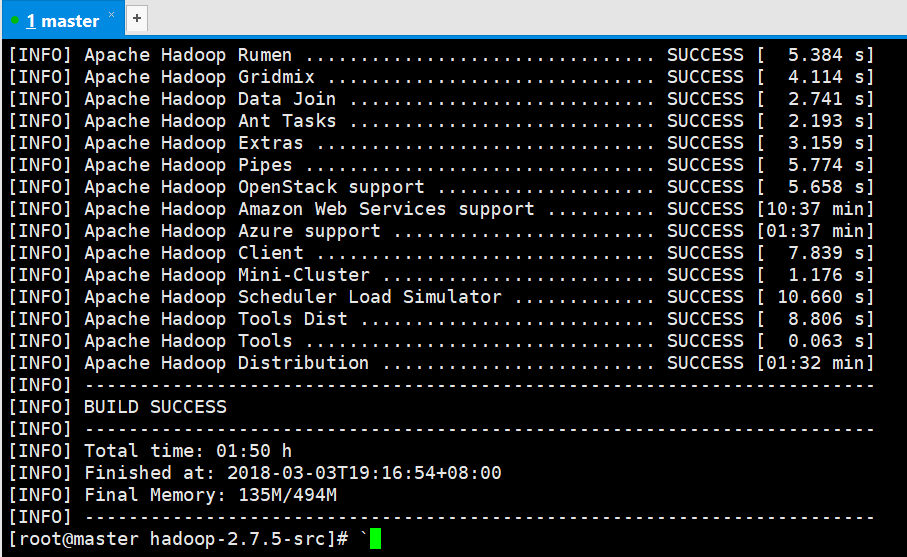 1 master × +
[INFO] Apache Hadoop Rumen ................................ SUCCESS [  5.384 s]
[INFO] Apache Hadoop Gridmix .............................. SUCCESS [  4.114 s]
[INFO] Apache Hadoop Data Join ............................ SUCCESS [  2.741 s]
[INFO] Apache Hadoop Ant Tasks ............................ SUCCESS [  2.193 s]
[INFO] Apache Hadoop Extras ............................... SUCCESS [  3.159 s]
[INFO] Apache Hadoop Pipes ................................ SUCCESS [  5.774 s]
[INFO] Apache Hadoop OpenStack support .................... SUCCESS [  5.658 s]
[INFO] Apache Hadoop Amazon Web Services support .......... SUCCESS [10:37 min]
[INFO] Apache Hadoop Azure support ........................ SUCCESS [01:37 min]
[INFO] Apache Hadoop Client ............................... SUCCESS [  7.839 s]
[INFO] Apache Hadoop Mini-Cluster ......................... SUCCESS [  1.176 s]
[INFO] Apache Hadoop Scheduler Load Simulator ............. SUCCESS [ 10.660 s]
[INFO] Apache Hadoop Tools Dist ........................... SUCCESS [  8.806 s]
[INFO] Apache Hadoop Tools ................................ SUCCESS [  0.063 s]
[INFO] Apache Hadoop Distribution ......................... SUCCESS [01:32 min]
[INFO] ------------------------------------------------------------------------
[INFO] BUILD SUCCESS
[INFO] ------------------------------------------------------------------------
[INFO] Total time: 01:50 h
[INFO] Finished at: 2018-03-03T19:16:54+08:00
[INFO] Final Memory: 135M/494M
[INFO] ------------------------------------------------------------------------
[root@master hadoop-2.7.5-src]# `